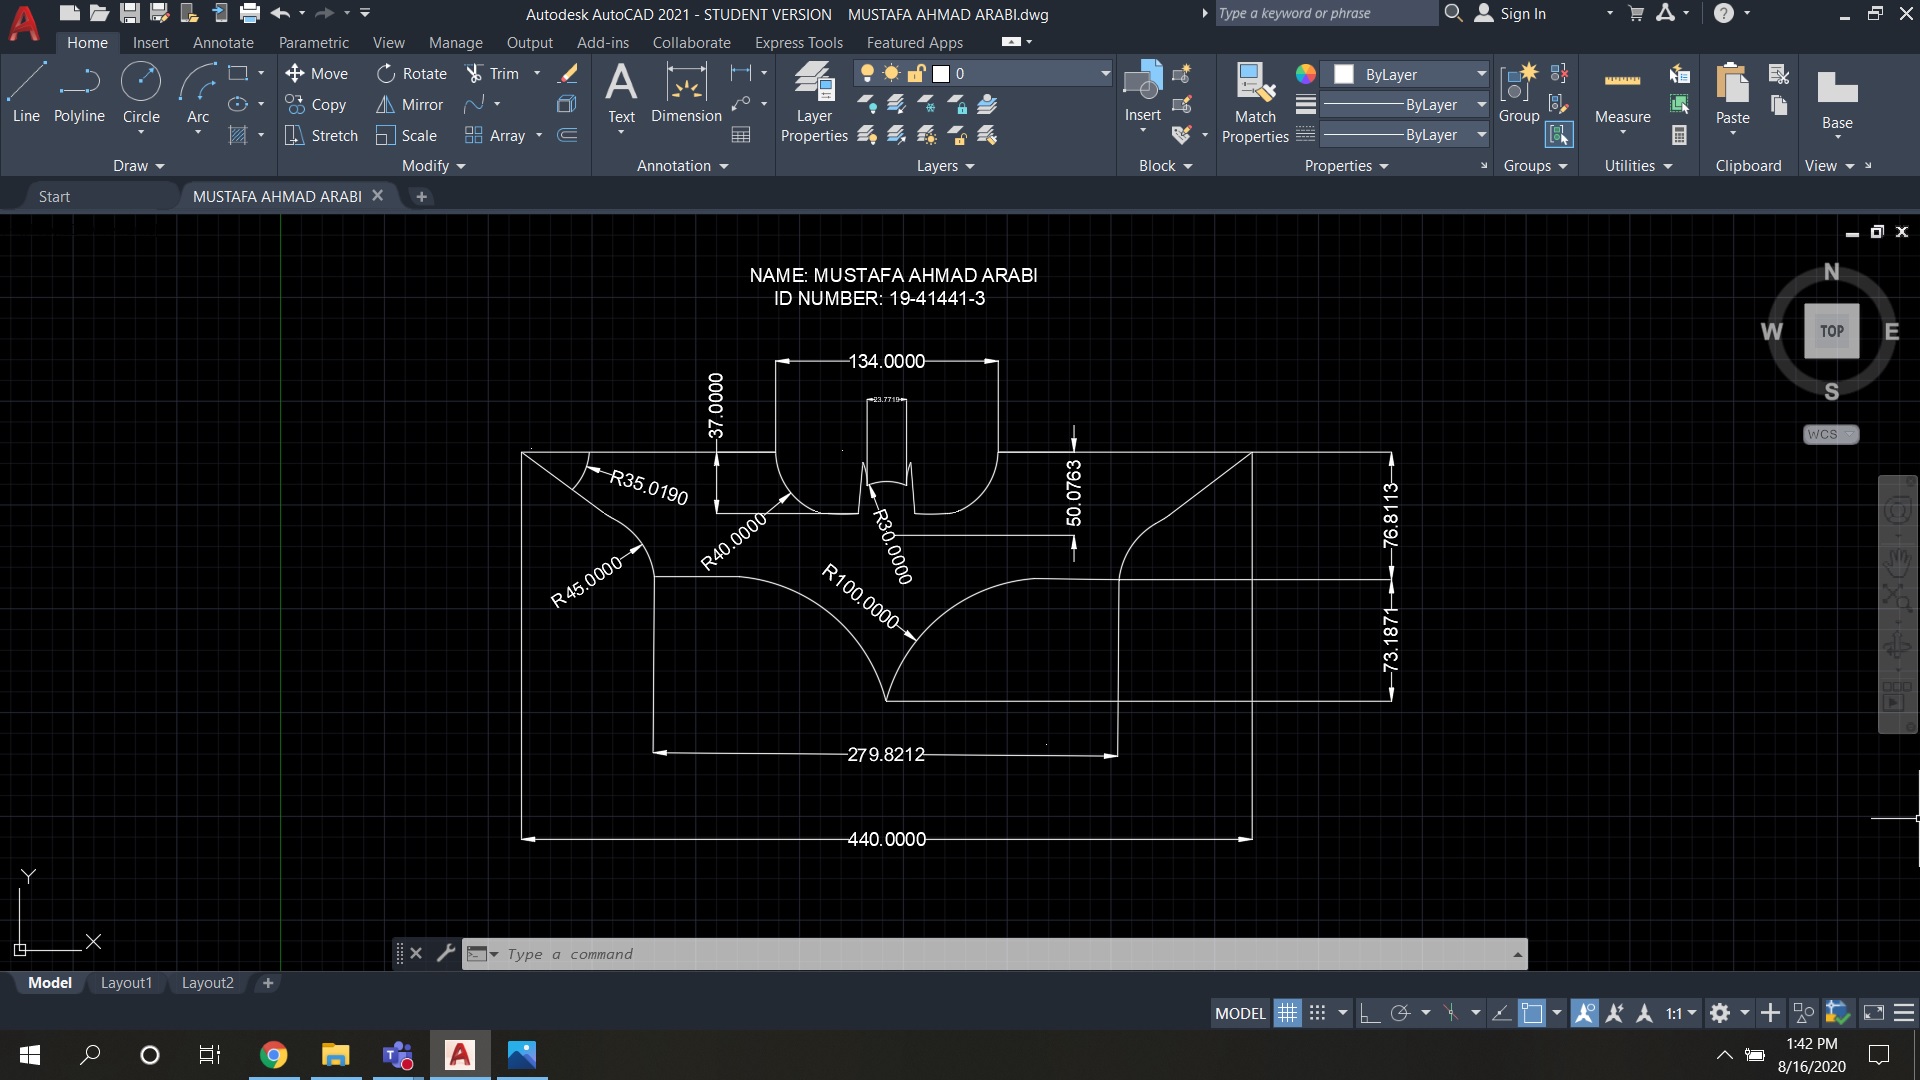 Autodesk AutoCAD 2021 - STUDENT VERSION MUSTAFA AHMAD ARABI.dwg
Type a keyword or phrase
Sign In
Home Insert Annotate Parametric View Manage Output Add-ins Collaborate Express Tools Featured Apps
Line Polyline Circle Arc
Move Rotate Trim
Copy Mirror
Stretch Scale Array
Text Dimension
Layer Properties
0
Insert
Match Properties
ByLayer
ByLayer
ByLayer
Group
Measure
Paste
Base
Draw Modify Annotation Layers Block Properties Groups Utilities Clipboard View
Start MUSTAFA AHMAD ARABI
NAME: MUSTAFA AHMAD ARABI
ID NUMBER: 19-41441-3
N
W TOP E
S
WCS
134.0000
37.0000
23.7719
R35.0190
R40.0000
R30.0000
50.0763
76.8113
R45.0000
R100.0000
73.1871
279.8212
440.0000
Y
X
Type a command
Model Layout1 Layout2
MODEL 1:1
1:42 PM
8/16/2020